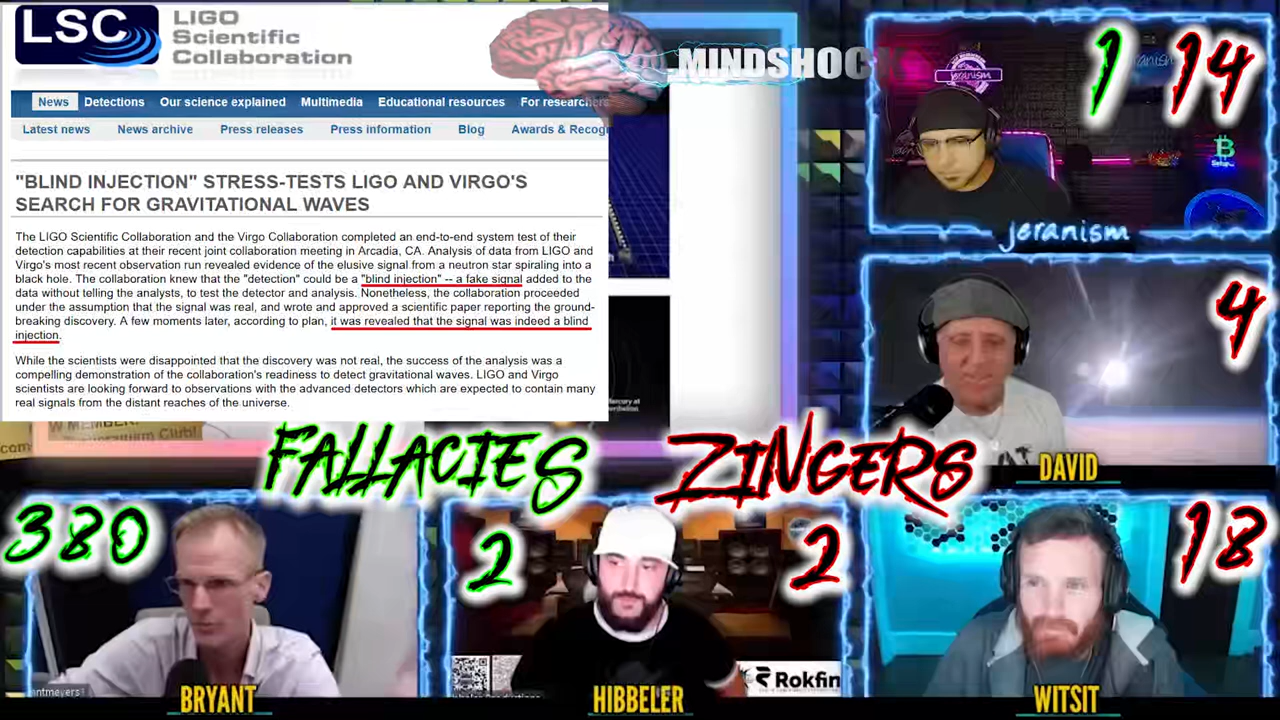 LSC
LIGO
Scientific
Collaboration
News Detections Our science explained Multimedia Educational resources For researchers
Latest news News archive Press releases Press information Blog Awards & Recogn
"BLIND INJECTION" STRESS-TESTS LIGO AND VIRGO'S
SEARCH FOR GRAVITATIONAL WAVES
The LIGO Scientific Collaboration and the Virgo Collaboration completed an end-to-end system test of their
detection capabilities at their recent joint collaboration meeting in Arcadia, CA. Analysis of data from LIGO and
Virgo's most recent observation run revealed evidence of the elusive signal from a neutron star spiraling into a
black hole. The collaboration knew that the "detection" could be a "blind injection" -- a fake signal added to the
data without telling the analysts, to test the detector and analysis. Nonetheless, the collaboration proceeded
under the assumption that the signal was real, and wrote and approved a scientific paper reporting the ground-
breaking discovery. A few moments later, according to plan, it was revealed that the signal was indeed a blind
injection.
While the scientists were disappointed that the discovery was not real, the success of the analysis was a
compelling demonstration of the collaboration's readiness to detect gravitational waves. LIGO and Virgo
scientists are looking forward to observations with the advanced detectors which are expected to contain many
real signals from the distant reaches of the universe.
MINDSHOCK
jeranism
1 14
jeranism
4
DAVID
FALLACIES ZINGERS
380
2
2
18
Rokfin
BRYANT
HIBBELER
WITSIT